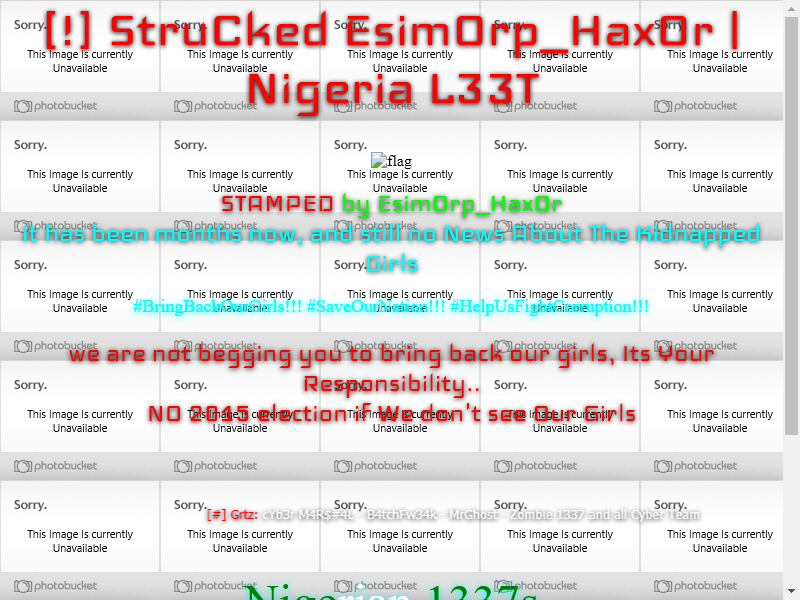 [!] StruCked Esim0rp_Hax0r |
Nigeria L33T
flag
STAMPED by Esim0rp_Hax0r
It has been months now, and still no News About The Kidnapped
Girls
#BringBackOurGirls!!! #SaveOurNation!!! #HelpUsFightCorruption!!!
we are not begging you to bring back our girls, Its Your
Responsibility..
NO 2015 election if We don't see Our Girls
[#] Grtz: cYb3r M4R$#4L - B4tchFw34k - MrGhost - Zombie 1337 and all Cyber Team
Nigerian 1337s
Sorry. Sorry. Sorry. Sorry. Sorry.
This Image Is currently This Image Is currently This Image Is currently This Image Is currently This Image Is currently
Unavailable Unavailable Unavailable Unavailable Unavailable
photobucket photobucket photobucket photobucket photobucket
Sorry. Sorry. Sorry. Sorry. Sorry.
This Image Is currently This Image Is currently This Image Is currently This Image Is currently This Image Is currently
Unavailable Unavailable Unavailable Unavailable Unavailable
photobucket photobucket photobucket photobucket photobucket
Sorry. Sorry. Sorry. Sorry. Sorry.
This Image Is currently This Image Is currently This Image Is currently This Image Is currently This Image Is currently
Unavailable Unavailable Unavailable Unavailable Unavailable
photobucket photobucket photobucket photobucket photobucket
Sorry. Sorry. Sorry. Sorry. Sorry.
This Image Is currently This Image Is currently This Image Is currently This Image Is currently This Image Is currently
Unavailable Unavailable Unavailable Unavailable Unavailable
photobucket photobucket photobucket photobucket photobucket
Sorry. Sorry. Sorry. Sorry. Sorry.
This Image Is currently This Image Is currently This Image Is currently This Image Is currently This Image Is currently
Unavailable Unavailable Unavailable Unavailable Unavailable
photobucket photobucket photobucket photobucket photobucket